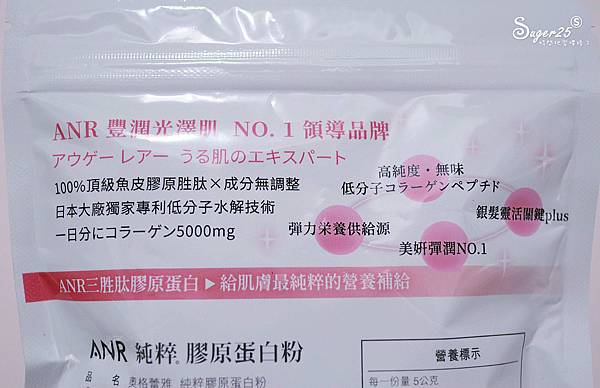 Suger25
ANR 豐潤光澤肌 NO. 1 領導品牌
アウゲー レアー うる肌のエキスパート
100%頂級魚皮膠原胜肽×成分無調整
日本大廠獨家專利低分子水解技術
一日分にコラーゲン5000mg
高純度・無味
低分子コラーゲンペプチド
銀髮靈活關鍵plus
彈力栄養供給源
美妍彈潤NO.1
ANR三胜肽膠原蛋白▶給肌膚最純粹的營養補給
ANR 純粹 膠原蛋白粉
品 名 奧格蕾雅 純粹膠原蛋白粉
營養標示
每一份量 5公克